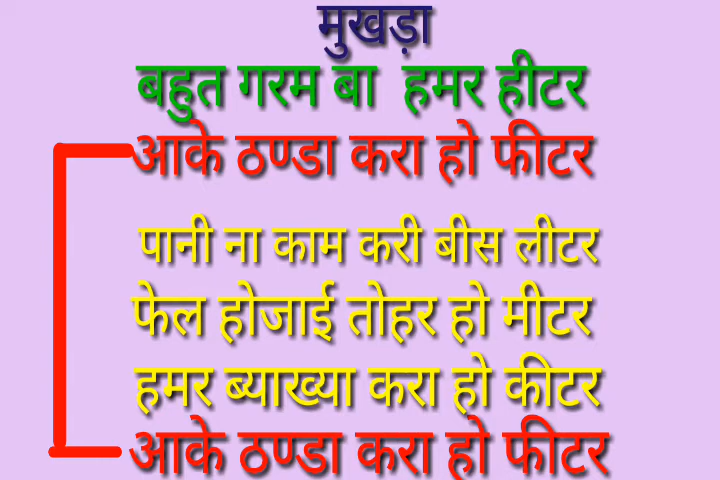 मुखड़ा
बहुत गरम बा हमर हीटर
आके ठण्डा करा हो फीटर
पानी ना काम करी बीस लीटर
फेल होजाई तोहर हो मीटर
हमर ब्याख्या करा हो कीटर
आके ठण्डा करा हो फीटर